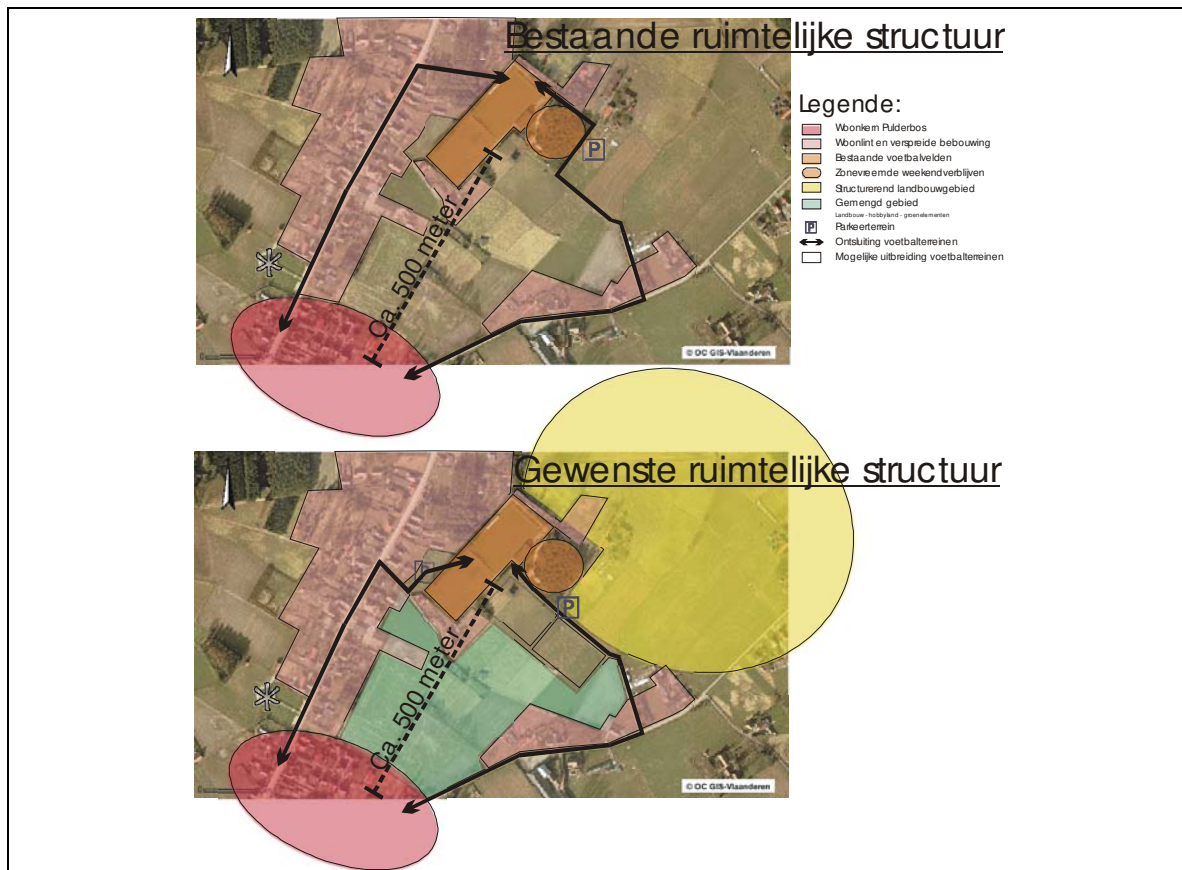 Bestaande ruimtelijke structuur
Legende:
Woonkern Pulderbos
Woonlint en verspreide bebouwing
Bestaande voetbalvelden
Zonevreemde weekendverblijven
Structurerend landbouwgebied
Gemengd gebied
Landbouw - hobbyland - groenelementen
P Parkeerterrein
Ontsluiting voetbalterreinen
Mogelijke uitbreiding voetbalterreinen
P
Ca. 500 meter
© OC GIS-Vlaanderen
Gewenste ruimtelijke structuur
P
P
Ca. 500 meter
© OC GIS-Vlaanderen